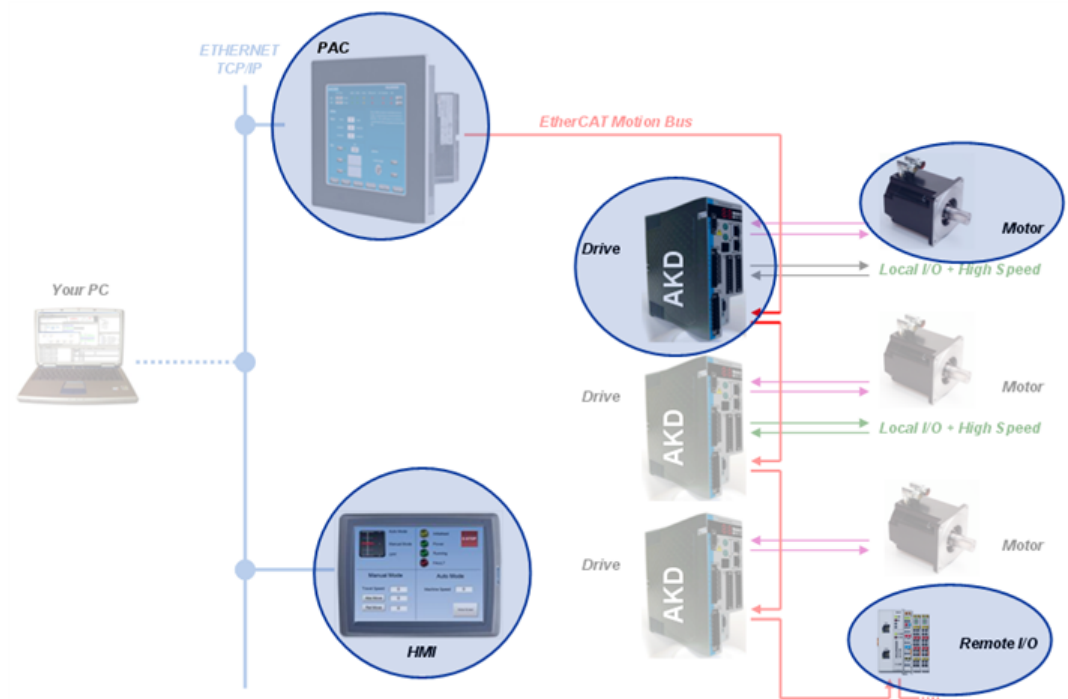 ETHERNET
TCP/IP
PAC
EtherCAT Motion Bus
Drive
AKD
Motor
Local I/O + High Speed
Your PC
Drive
AKD
Motor
Local I/O + High Speed
Manual Mode
Auto Mode
HMI
Drive
AKD
Motor
Remote I/O